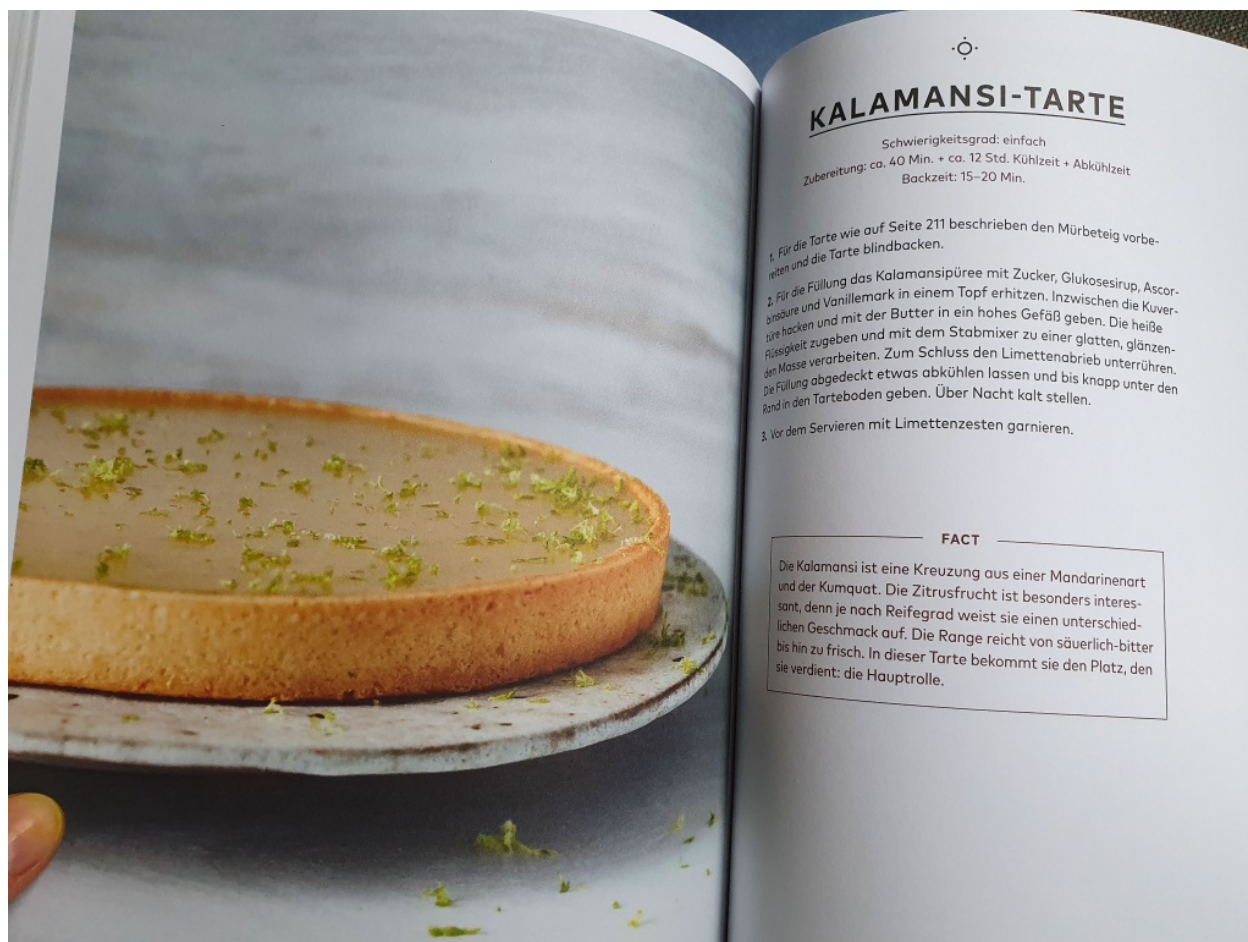 KALAMANSI-TARTE
Schwierigkeitsgrad: einfach
Zubereitung: ca. 40 Min. + ca. 12 Std. Kühlzeit + Abkühlzeit
Backzeit: 15–20 Min.
1. Für die Tarte wie auf Seite 211 beschrieben den Mürbeteig vorbe-
reiten und die Tarte blindbacken.
2. Für die Füllung das Kalamansipüree mit Zucker, Glukosesirup, Ascor-
binsäure und Vanillemark in einem Topf erhitzen. Inzwischen die Kuver-
türe hacken und mit der Butter in ein hohes Gefäß geben. Die heiße
Flüssigkeit zugeben und mit dem Stabmixer zu einer glatten, glänzen-
den Masse verarbeiten. Zum Schluss den Limettenabrieb unterrühren.
Die Füllung abgedeckt etwas abkühlen lassen und bis knapp unter den
Rand in den Tarteboden geben. Über Nacht kalt stellen.
3. Vor dem Servieren mit Limettenzesten garnieren.
FACT
Die Kalamansi ist eine Kreuzung aus einer Mandarinenart
und der Kumquat. Die Zitrusfrucht ist besonders interes-
sant, denn je nach Reifegrad weist sie einen unterschied-
lichen Geschmack auf. Die Range reicht von säuerlich-bitter
bis hin zu frisch. In dieser Tarte bekommt sie den Platz, den
sie verdient: die Hauptrolle.